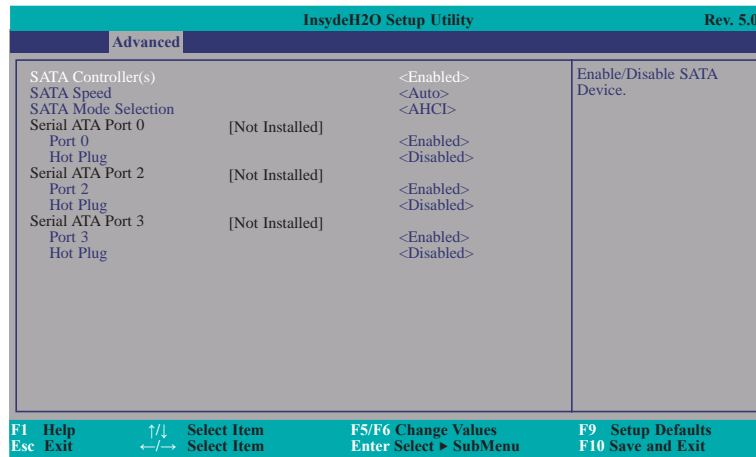 InsydeH2O Setup Utility Rev. 5.0
Advanced
SATA Controller(s) <Enabled>
SATA Speed <Auto>
SATA Mode Selection <AHCI>
Serial ATA Port 0 [Not Installed]
Port 0 <Enabled>
Hot Plug <Disabled>
Serial ATA Port 2 [Not Installed]
Port 2 <Enabled>
Hot Plug <Disabled>
Serial ATA Port 3 [Not Installed]
Port 3 <Enabled>
Hot Plug <Disabled>
Enable/Disable SATA
Device.
F1 Help ↑/↓ Select Item F5/F6 Change Values F9 Setup Defaults
Esc Exit ←/→ Select Item Enter Select ▶ SubMenu F10 Save and Exit